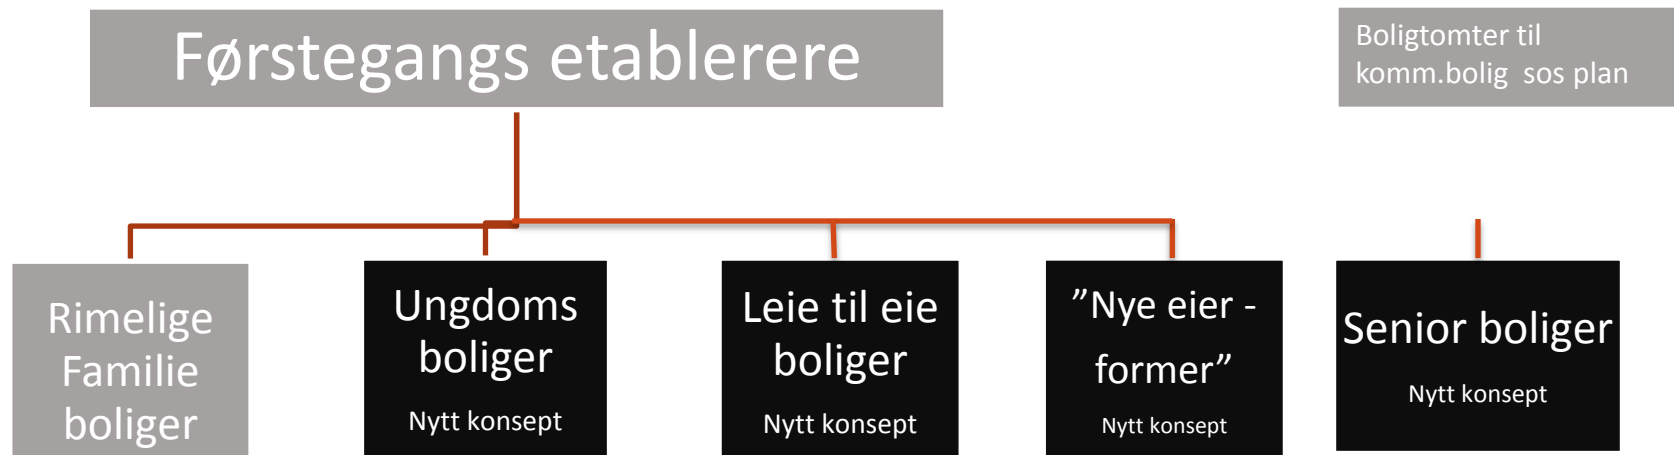 Førstegangs etablerere
Boligtomter til
komm.bolig sos plan
Rimelige
Familie
boliger
Ungdoms
boliger
Nytt konsept
Leie til eie
boliger
Nytt konsept
”Nye eier -
former”
Nytt konsept
Senior boliger
Nytt konsept